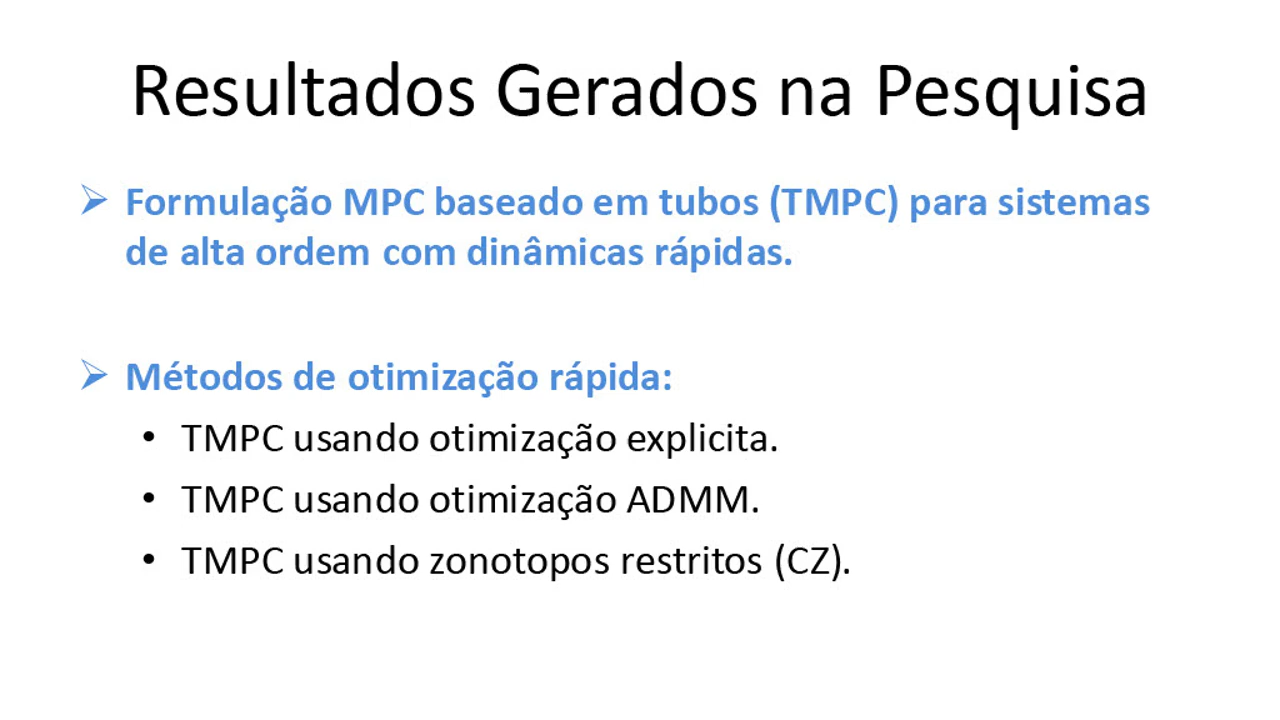 Resultados Gerados na Pesquisa
➢ Formulação MPC baseado em tubos (TMPC) para sistemas
de alta ordem com dinâmicas rápidas.
➢ Métodos de otimização rápida:
• TMPC usando otimização explicita.
• TMPC usando otimização ADMM.
• TMPC usando zonotopos restritos (CZ).